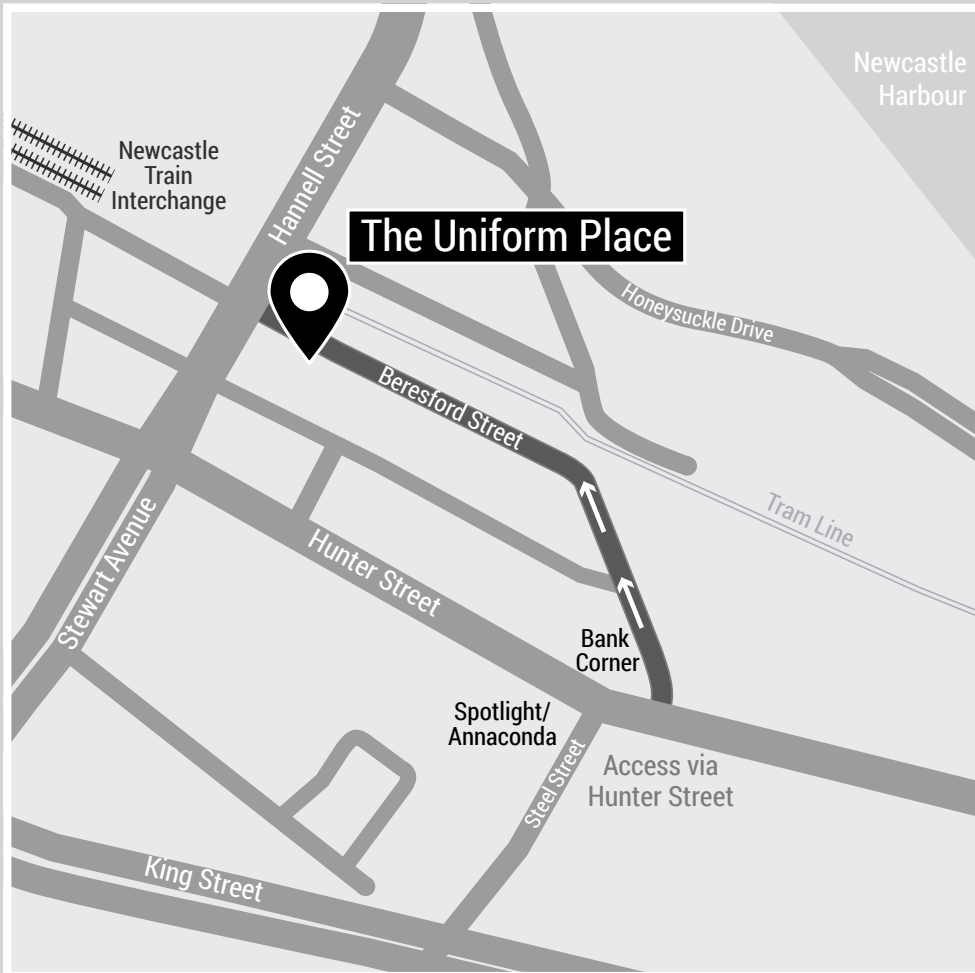 Newcastle
Harbour
Newcastle
Train
Interchange
Hannell Street
The Uniform Place
Honeysuckle Drive
Beresford Street
Tram Line
Stewart Avenue
Hunter Street
Bank
Corner
Spotlight/
Annaconda
Steel Street
Access via
Hunter Street
King Street